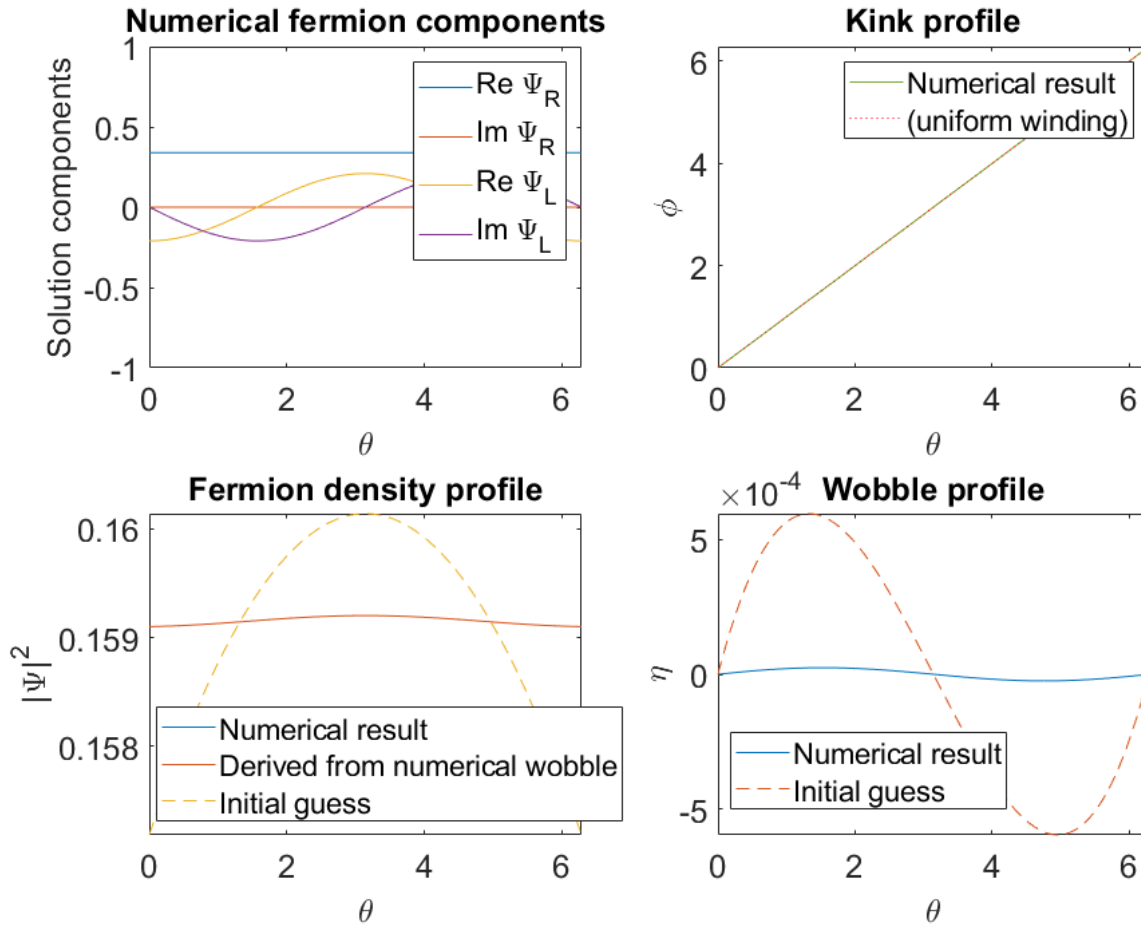 Numerical fermion components
Solution components
1
0.5
0
-0.5
-1
0
2
4
6
θ
Re Ψ_R
Im Ψ_R
Re Ψ_L
Im Ψ_L
Kink profile
ϕ
6
4
2
0
0
2
4
6
θ
Numerical result
(uniform winding)
Fermion density profile
|Ψ|²
0.16
0.159
0.158
0
2
4
6
θ
Numerical result
Derived from numerical wobble
Initial guess
×10⁻⁴
Wobble profile
η
5
0
-5
0
2
4
6
θ
Numerical result
Initial guess